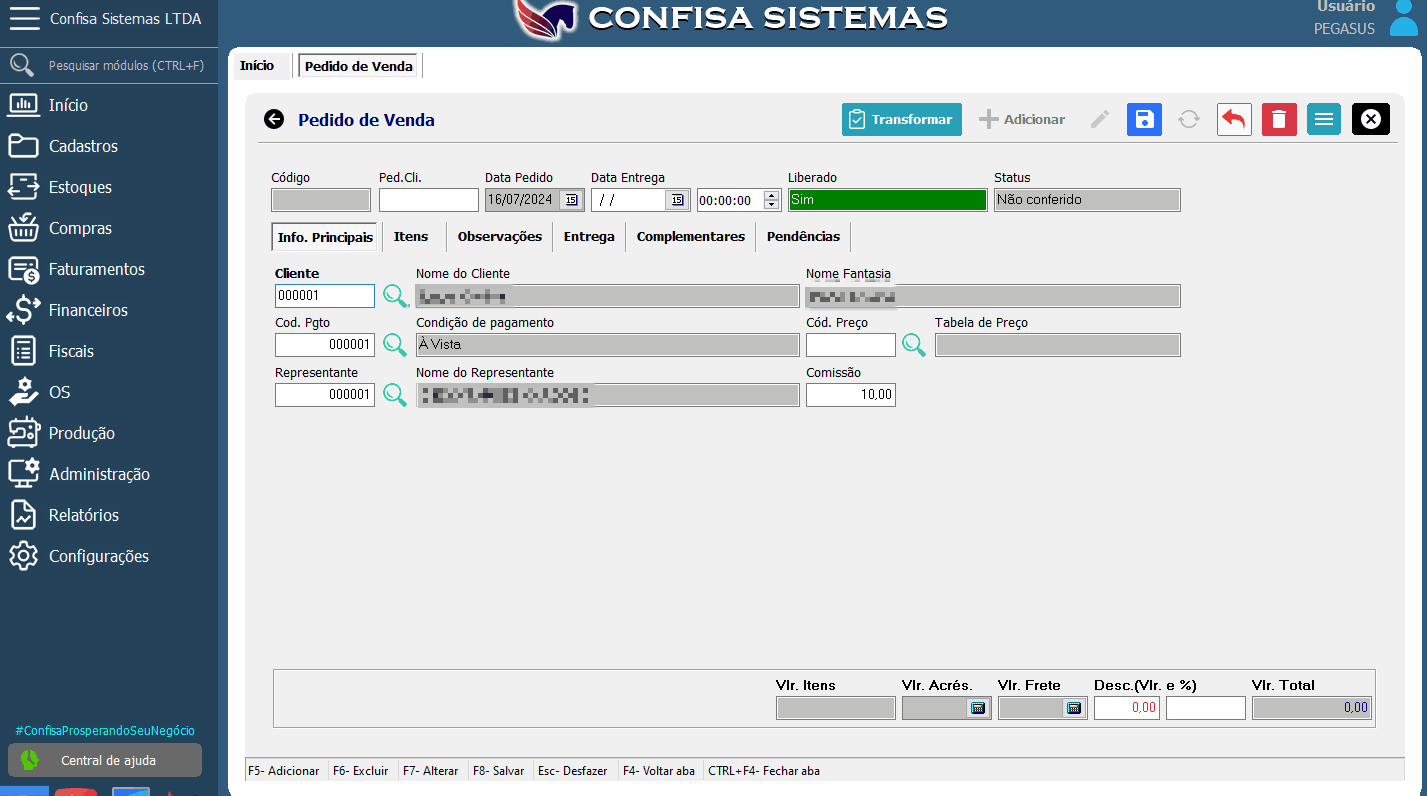 Confisa Sistemas LTDA
CONFISA SISTEMAS
Usuário
PEGASUS
Pesquisar módulos (CTRL+F)
Início
Cadastros
Estoques
Compras
Faturamentos
Financeiros
Fiscais
OS
Produção
Administração
Relatórios
Configurações
#ConfisaProsperandoSeuNegócio
Central de ajuda
Início Pedido de Venda
Pedido de Venda
Transformar Adicionar
Código Ped.Cli. Data Pedido Data Entrega Liberado Status
16/07/2024 15 / / 15 00:00:00 Sim Não conferido
Info. Principais Itens Observações Entrega Complementares Pendências
Cliente Nome do Cliente Nome Fantasia
000001
Cod. Pgto Condição de pagamento Cód. Preço Tabela de Preço
000001 À Vista
Representante Nome do Representante Comissão
000001 10,00
Vlr. Itens Vlr. Acrés. Vlr. Frete Desc.(Vlr. e %) Vlr. Total
0,00 0,00
F5- Adicionar F6- Excluir F7- Alterar F8- Salvar Esc- Desfazer F4- Voltar aba CTRL+F4- Fechar aba